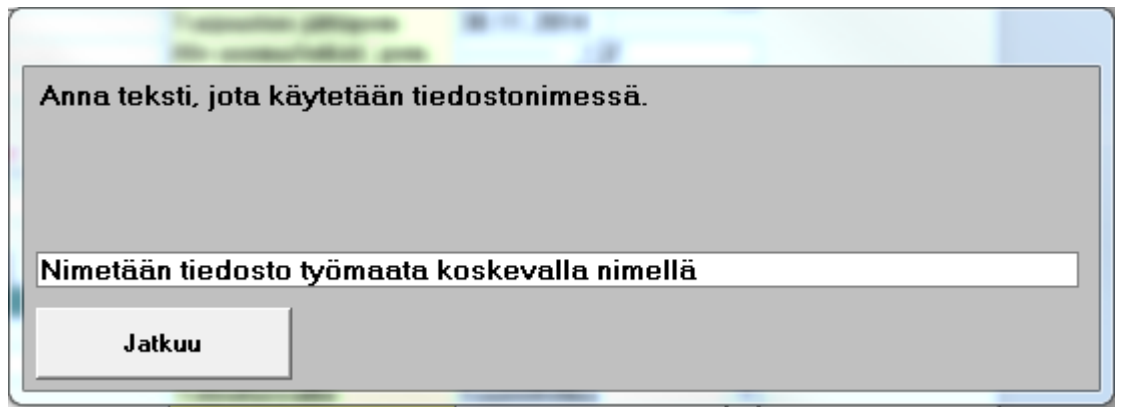 Anna teksti, jota käytetään tiedostonimessä.
Nimetään tiedosto työmaata koskevalla nimellä
Jatkuu